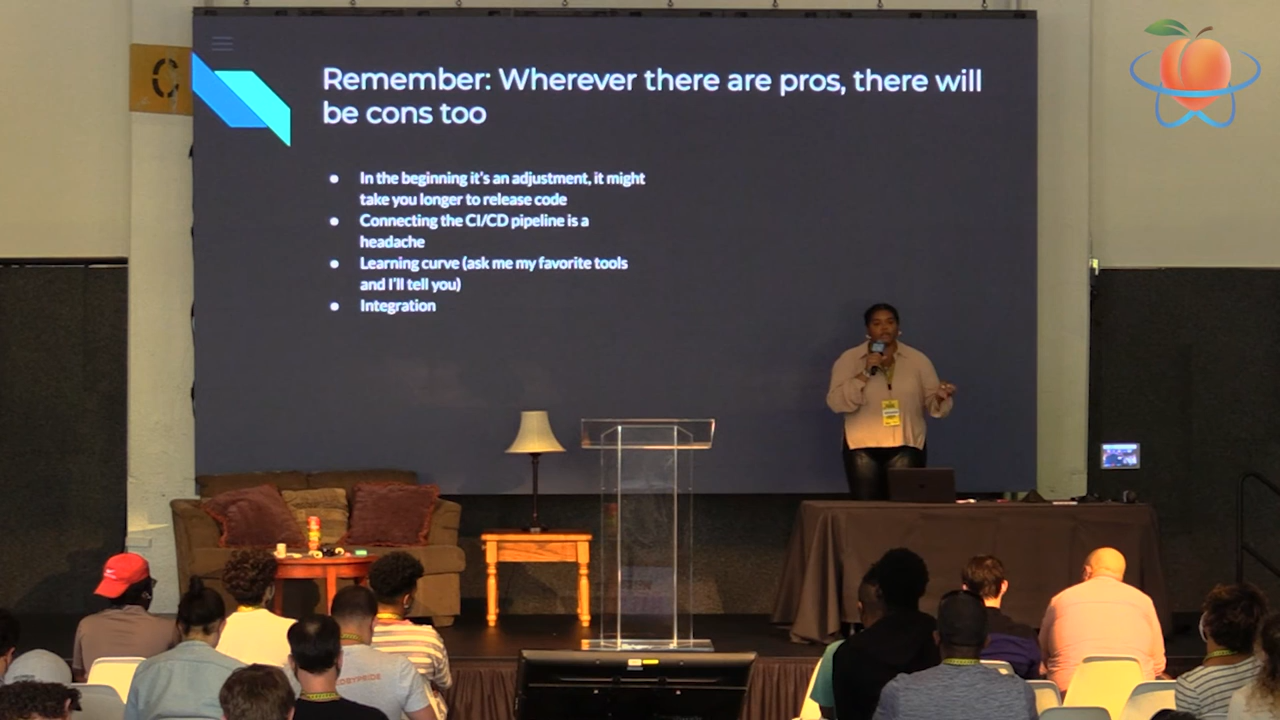 C
Remember: Wherever there are pros, there will
be cons too
● In the beginning it's an adjustment, it might
take you longer to release code
● Connecting the CI/CD pipeline is a
headache
● Learning curve (ask me my favorite tools
and I'll tell you)
● Integration